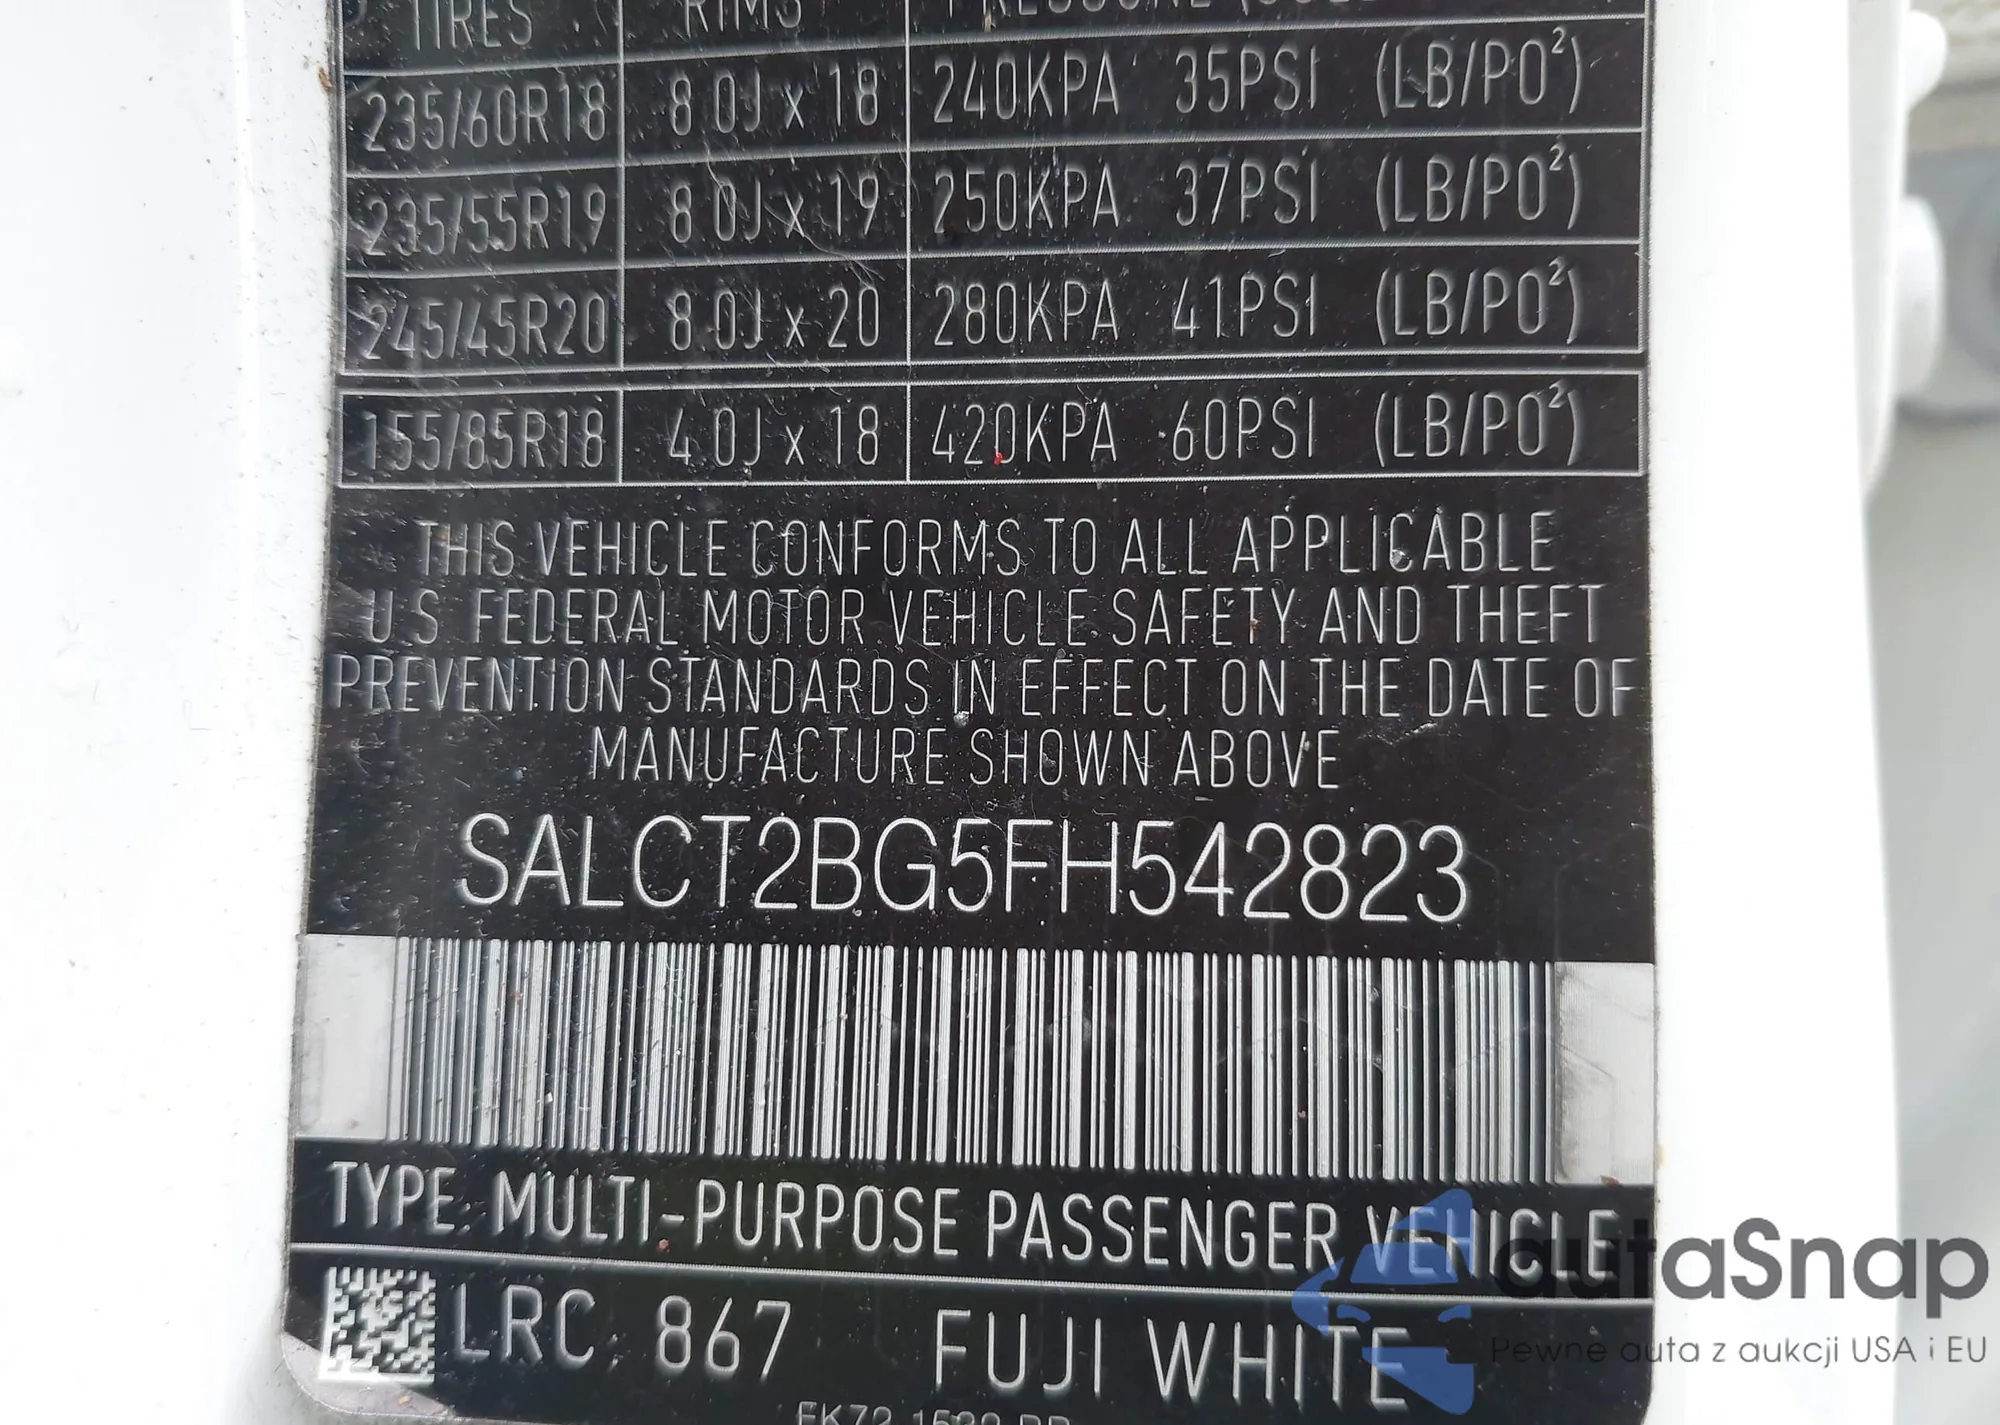 TIRES RIMS
235/60R18 8.0J x 18 240KPA 35PSI (LB/PO²)
235/55R19 8.0J x 19 250KPA 37PSI (LB/PO²)
245/45R20 8.0J x 20 280KPA 41PSI (LB/PO²)
155/85R18 4.0J x 18 420KPA 60PSI (LB/PO²)
THIS VEHICLE CONFORMS TO ALL APPLICABLE
U.S. FEDERAL MOTOR VEHICLE SAFETY AND THEFT
PREVENTION STANDARDS IN EFFECT ON THE DATE OF
MANUFACTURE SHOWN ABOVE
SALCT2BG5FH542823
TYPE: MULTI-PURPOSE PASSENGER VEHICLE
LRC: 867 FUJI WHITE
autaSnap
Pewne auta z aukcji USA i EU